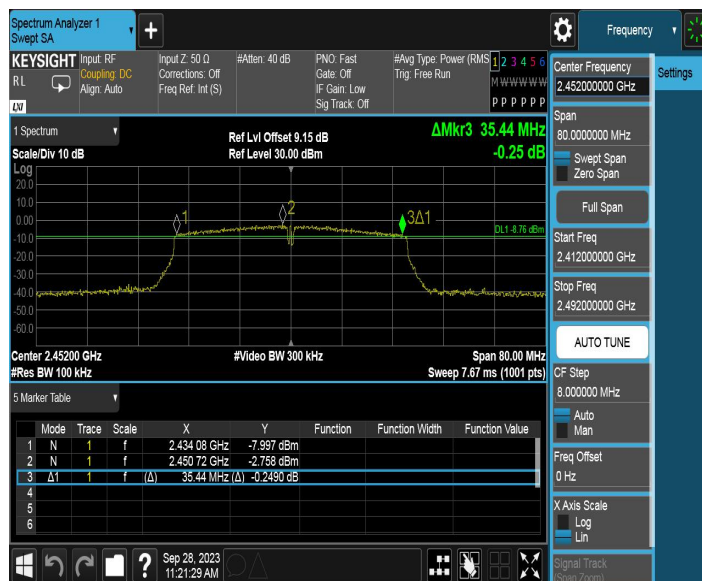 Spectrum Analyzer 1
Swept SA
+
Frequency
KEYSIGHT
RL
LNI
Input: RF
Coupling: DC
Align: Auto
Input Z: 50 Ω
Corrections: Off
Freq Ref: Int (S)
#Atten: 40 dB
PNO: Fast
Gate: Off
IF Gain: Low
Sig Track: Off
#Avg Type: Power (RMS
Trig: Free Run
1 2 3 4 5 6
M W W W W W
P P P P P P
1 Spectrum
Scale/Div 10 dB
Ref Lvl Offset 9.15 dB
Ref Level 30.00 dBm
ΔMkr3 35.44 MHz
-0.25 dB
Log
20.0
10.0
0.00
-10.0
-20.0
-30.0
-40.0
-50.0
-60.0
1
2
3Δ1
DL1 -8.76 dBm
Center 2.45200 GHz
#Res BW 100 kHz
#Video BW 300 kHz
Span 80.00 MHz
Sweep 7.67 ms (1001 pts)
5 Marker Table
Mode Trace Scale X Y Function Function Width Function Value
1 N 1 f 2.434 08 GHz -7.997 dBm
2 N 1 f 2.450 72 GHz -2.758 dBm
3 Δ1 1 f (Δ) 35.44 MHz (Δ) -0.2490 dB
4
5
6
?
Sep 28, 2023
11:21:29 AM
Center Frequency
2.452000000 GHz
Span
80.0000000 MHz
Swept Span
Zero Span
Full Span
Start Freq
2.412000000 GHz
Stop Freq
2.492000000 GHz
AUTO TUNE
CF Step
8.000000 MHz
Auto
Man
Freq Offset
0 Hz
X Axis Scale
Log
Lin
Signal Track
(Span Zoom)
Settings